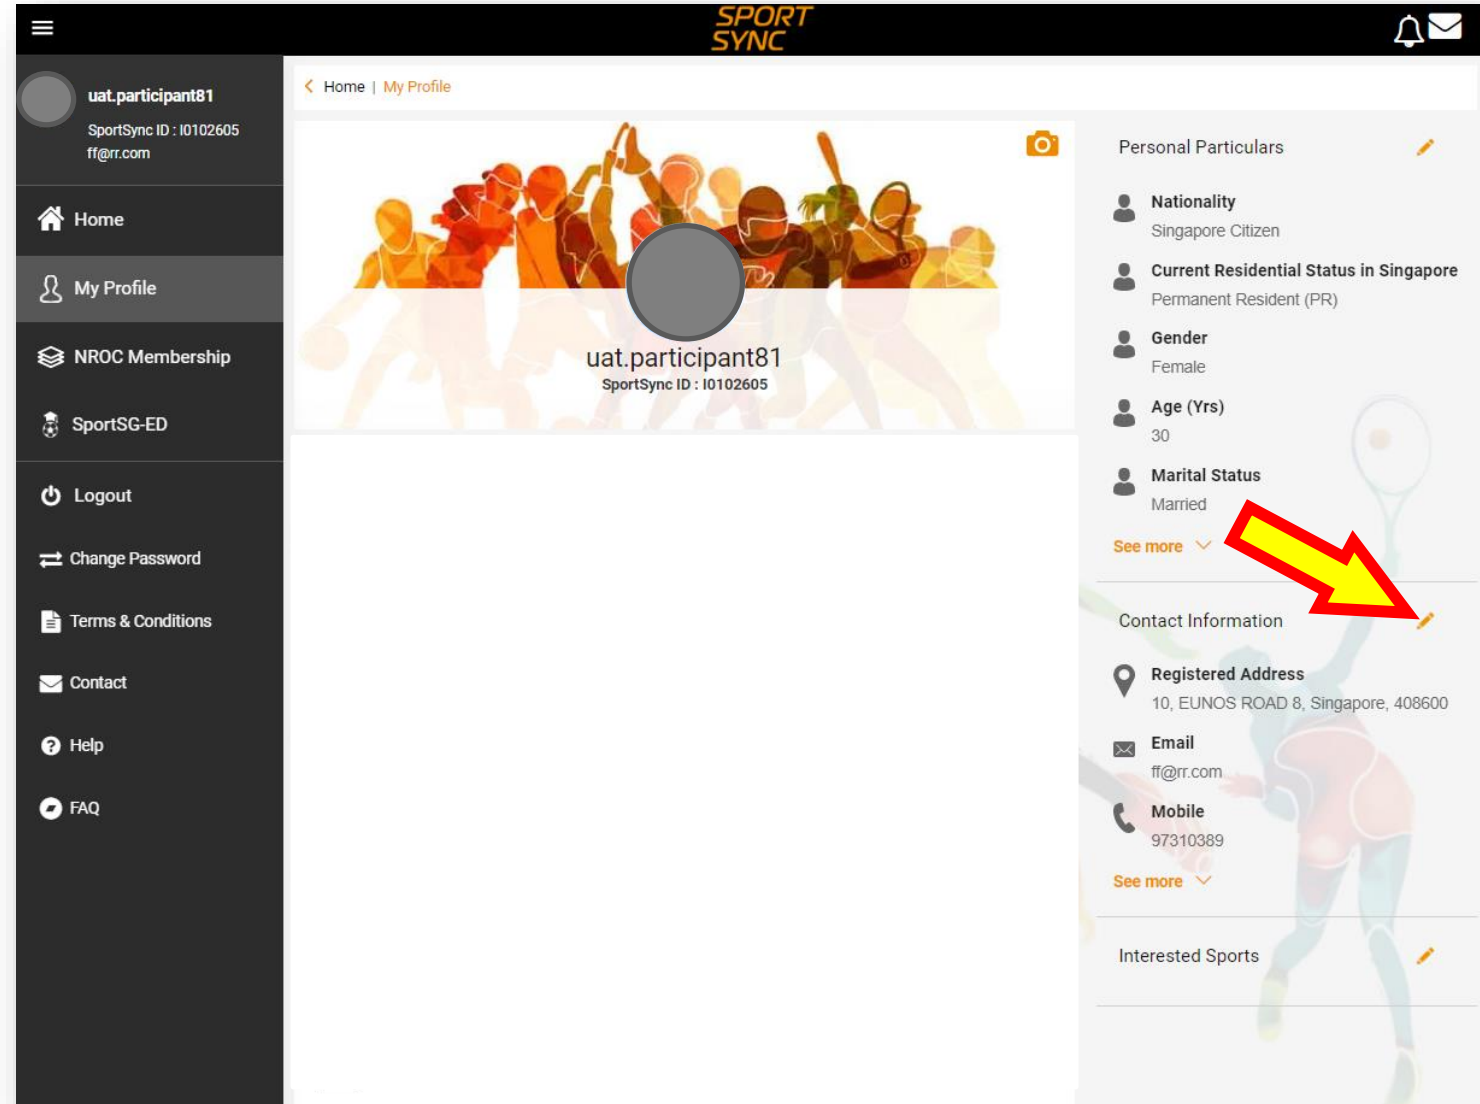 SPORT
SYNC
uat.participant81
SportSync ID : I0102605
ff@rr.com
Home
My Profile
NROC Membership
SportSG-ED
Logout
Change Password
Terms & Conditions
Contact
Help
FAQ
Home | My Profile
uat.participant81
SportSync ID : I0102605
Personal Particulars
Nationality
Singapore Citizen
Current Residential Status in Singapore
Permanent Resident (PR)
Gender
Female
Age (Yrs)
30
Marital Status
Married
See more
Contact Information
Registered Address
10, EUNOS ROAD 8, Singapore, 408600
Email
ff@rr.com
Mobile
97310389
See more
Interested Sports